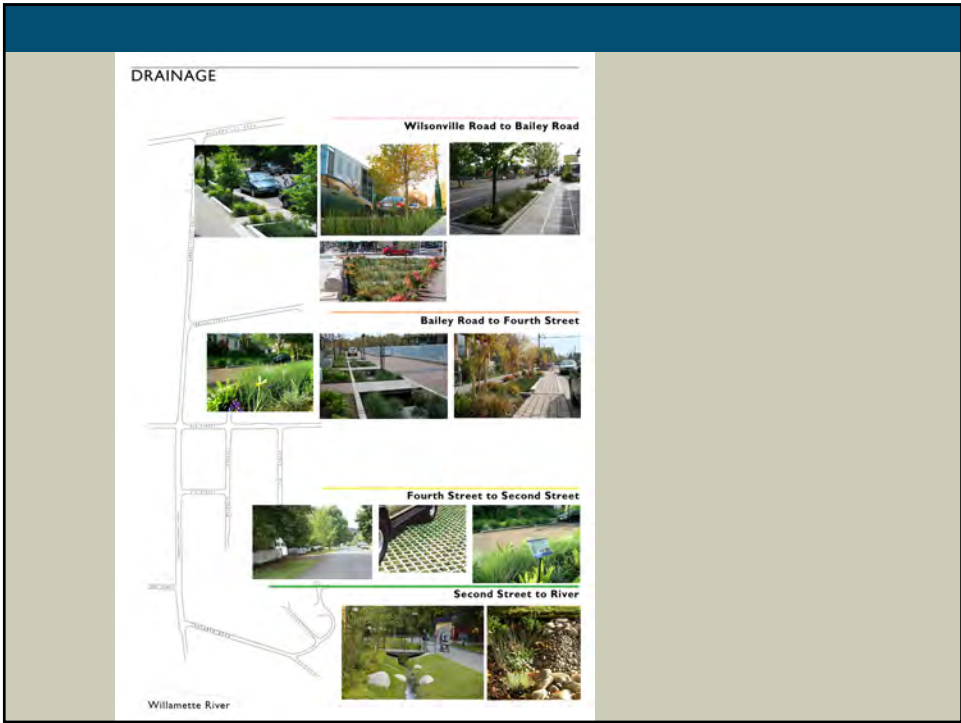 DRAINAGE
Wilsonville Road to Bailey Road
Bailey Road to Fourth Street
Fourth Street to Second Street
Second Street to River
Willamette River